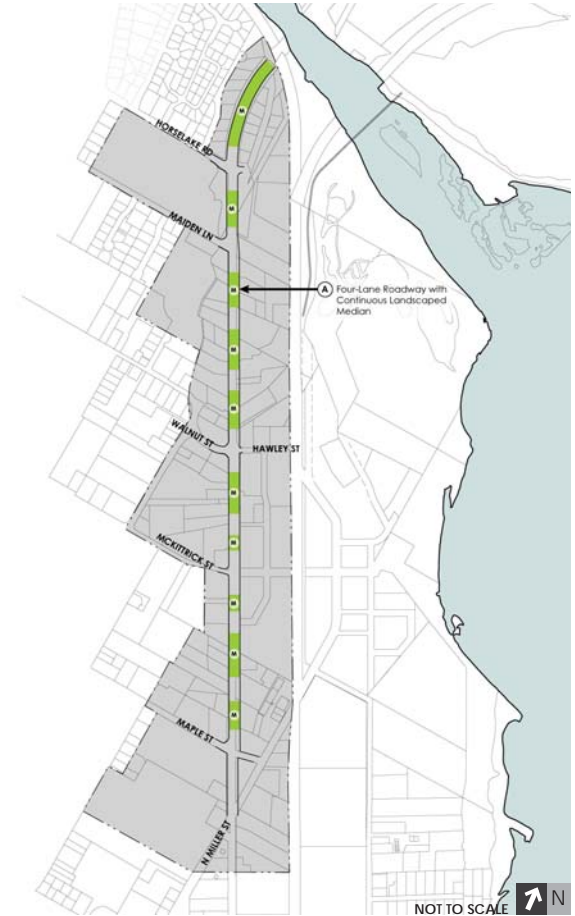 M
HORSELAKE RD
M
MAIDEN LN
M
A Four-Lane Roadway with
Continuous Landscaped
Median
M
M
WALNUT ST
HAWLEY ST
M
M
MCKITTRICK ST
M
M
M
MAPLE ST
N MILLER ST
NOT TO SCALE
N